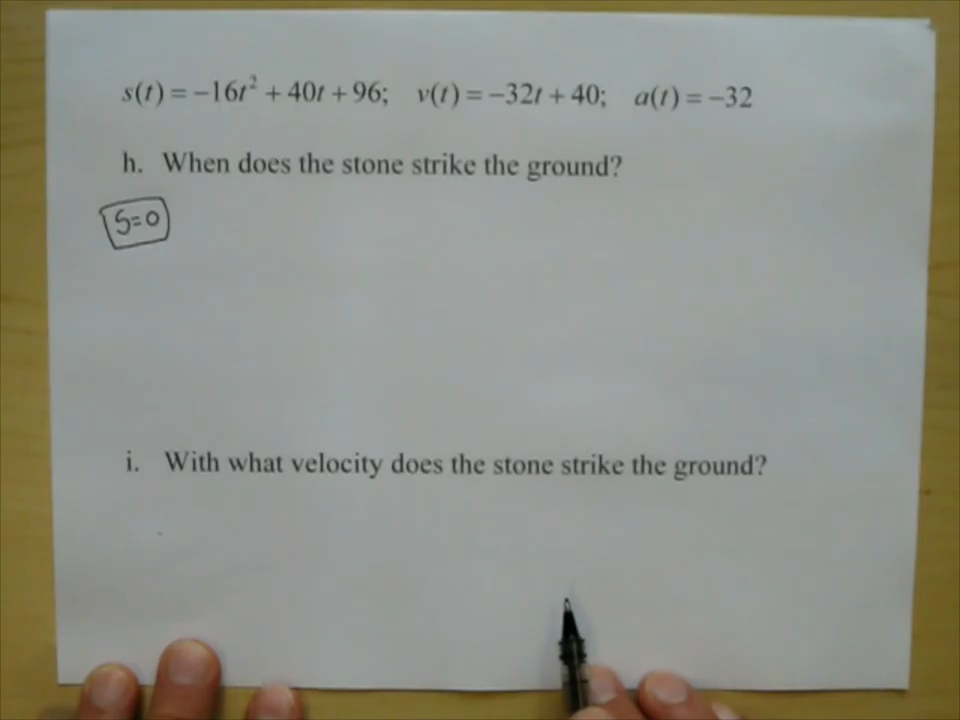 s(t) = −16t² + 40t + 96; v(t) = −32t + 40; a(t) = −32
h. When does the stone strike the ground?
S=0
i. With what velocity does the stone strike the ground?